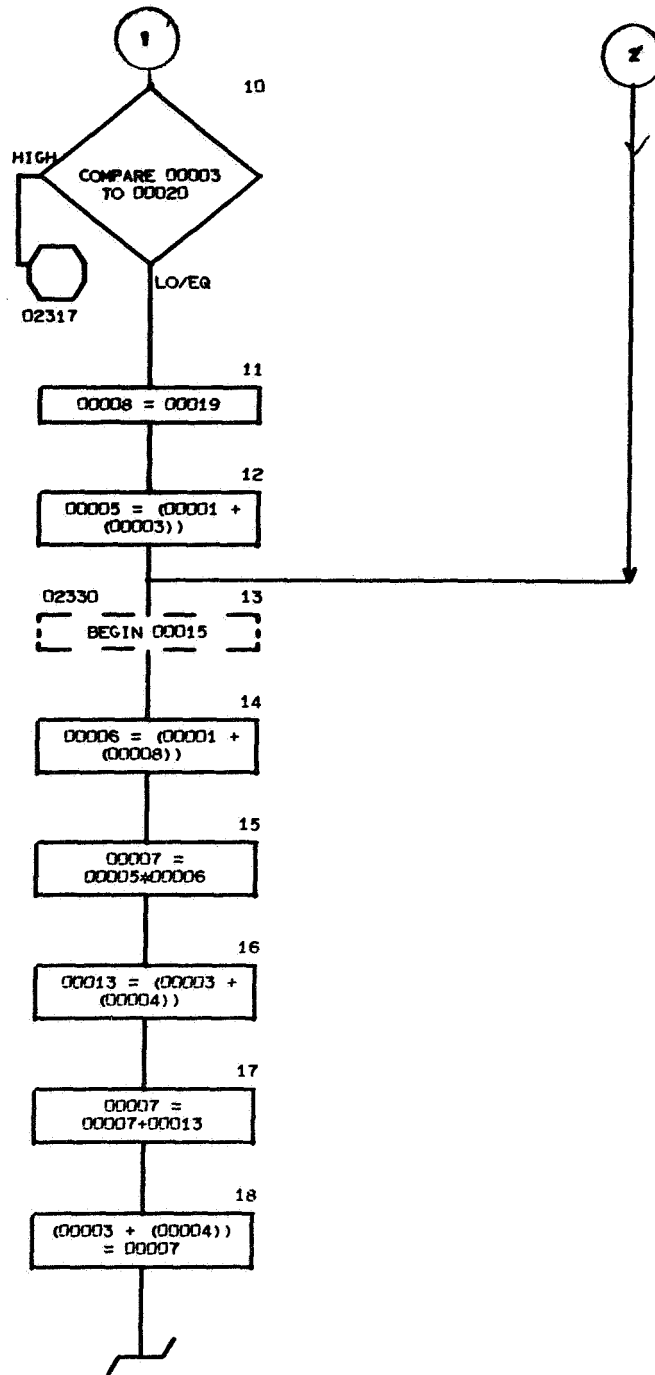 1
2
10
HIGH
COMPARE 00003
TO 00020
LO/EQ
02317
11
00008 = 00019
12
00005 = (00001 +
(00003))
02330
13
BEGIN 00015
14
00006 = (00001 +
(00008))
15
00007 =
00005*00006
16
00013 = (00003 +
(00004))
17
00007 =
00007+00013
18
(00003 + (00004))
= 00007